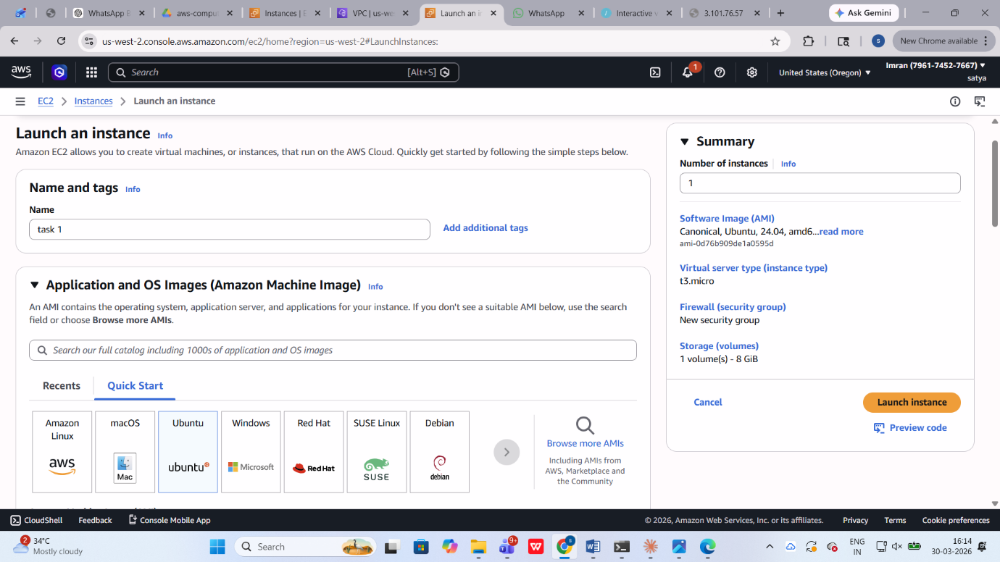 WhatsApp B
aws-comput
Instances | E
VPC | us-we
Launch an in
WhatsApp
Interactive v
3.101.76.57
Ask Gemini
us-west-2.console.aws.amazon.com/ec2/home?region=us-west-2#LaunchInstances:
S
New Chrome available
aws
Search
[Alt+S]
1
United States (Oregon)
Imran (7961-7452-7667)
satya
EC2
Instances
Launch an instance
Launch an instance
Info
Amazon EC2 allows you to create virtual machines, or instances, that run on the AWS Cloud. Quickly get started by following the simple steps below.
Name and tags
Info
Name
task 1
Add additional tags
Application and OS Images (Amazon Machine Image)
Info
An AMI contains the operating system, application server, and applications for your instance. If you don't see a suitable AMI below, use the search
field or choose Browse more AMIs.
Search our full catalog including 1000s of application and OS images
Recents
Quick Start
Amazon
Linux
aws
macOS
Mac
Ubuntu
ubuntu
Windows
Microsoft
Red Hat
Red Hat
SUSE Linux
SUSE
Debian
debian
Browse more AMIs
Including AMIs from
AWS, Marketplace and
the Community
Summary
Number of instances
Info
1
Software Image (AMI)
Canonical, Ubuntu, 24.04, amd6...read more
ami-0d76b909de1a0595d
Virtual server type (instance type)
t3.micro
Firewall (security group)
New security group
Storage (volumes)
1 volume(s) - 8 GiB
Cancel
Launch instance
Preview code
CloudShell
Feedback
Console Mobile App
© 2026, Amazon Web Services, Inc. or its affiliates.
Privacy
Terms
Cookie preferences
2
34°C
Mostly cloudy
Search
9+
ENG
IN
16:14
30-03-2026